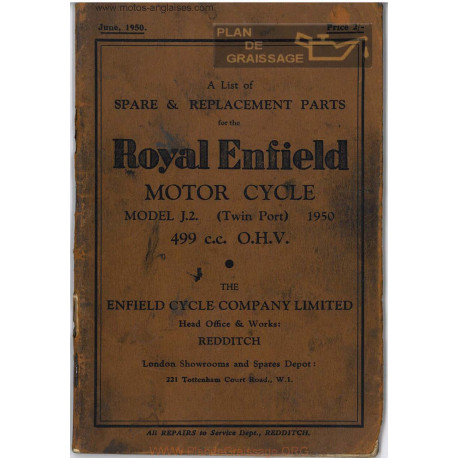 www.motos-anglaises.com
June, 1950.
Price 2/-
PLAN
DE
GRAISSAGE
A List of
SPARE & REPLACEMENT PARTS
for the
Royal Enfield
MOTOR CYCLE
MODEL J.2. (Twin Port) 1950
499 c.c. O.H.V.
THE
ENFIELD CYCLE COMPANY LIMITED
Head Office & Works:
REDDITCH
London Showrooms and Spares Depot:
221 Tottenham Court Road., W.1.
All REPAIRS to Service Dept., REDDITCH.